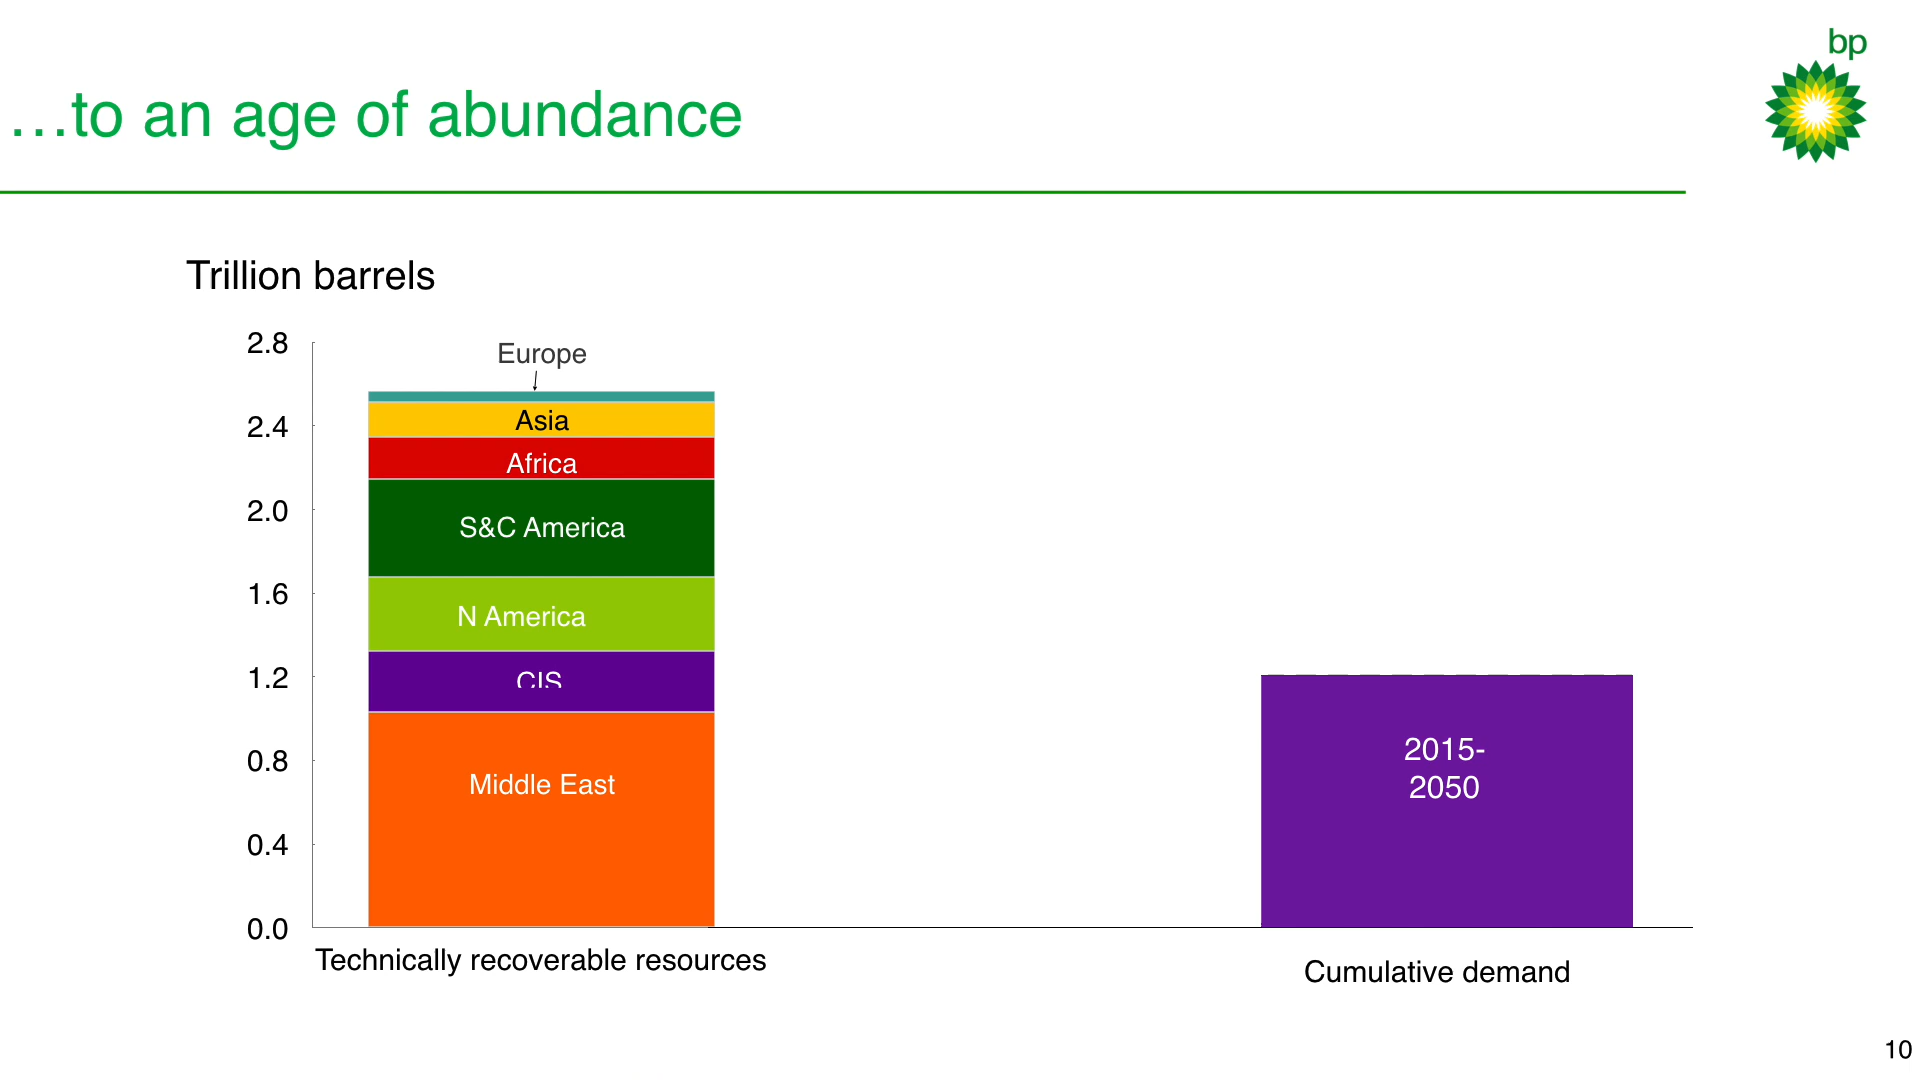 bp
…to an age of abundance
Trillion barrels
2.8
2.4
2.0
1.6
1.2
0.8
0.4
0.0
Europe
Asia
Africa
S&C America
N America
CIS
Middle East
2015-
2050
Technically recoverable resources
Cumulative demand
10